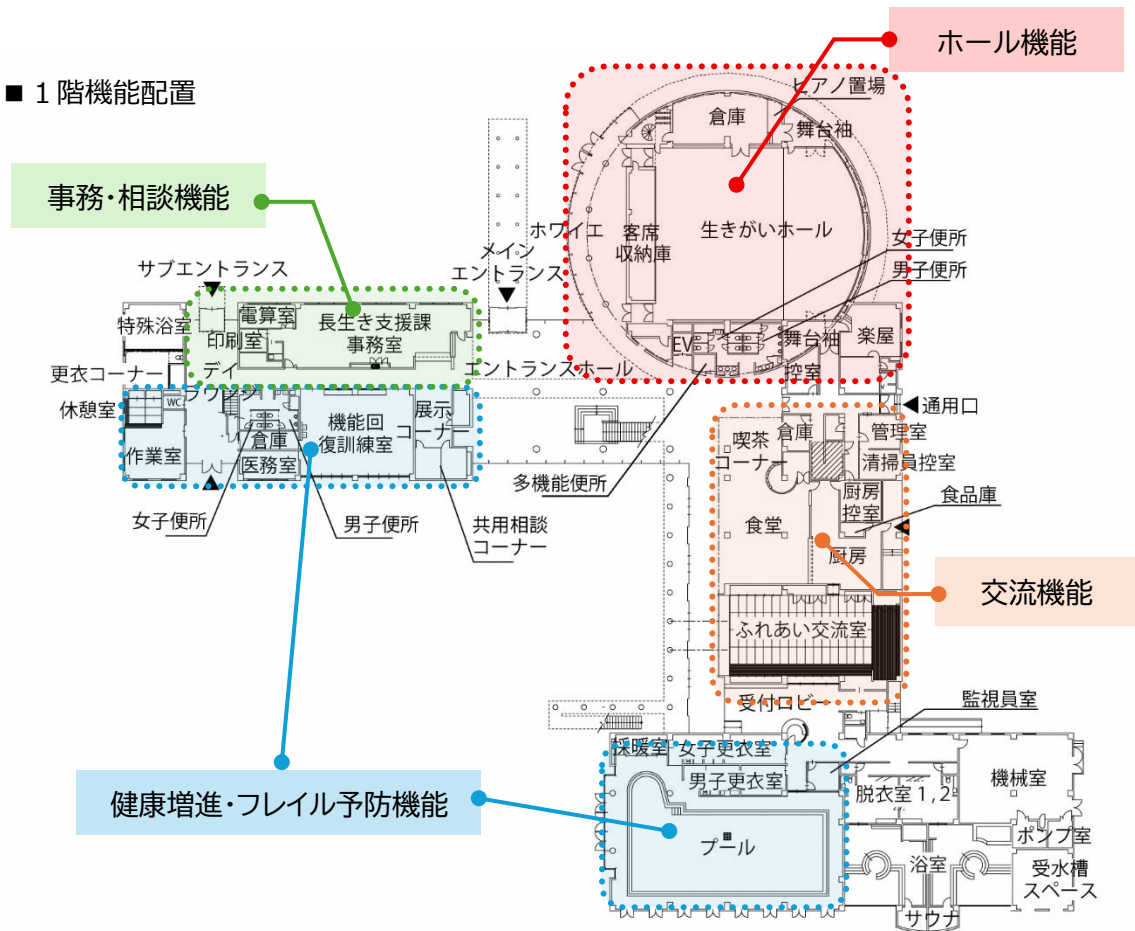 ホール機能
■ 1階機能配置
ピアノ置場
倉庫
舞台袖
事務・相談機能
ホワイエ
客席
収納庫
生きがいホール
女子便所
男子便所
メイン
エントランス
サブエントランス
特殊浴室
電算室
印刷室
長生き支援課
事務室
EV
舞台袖
控室
楽屋
更衣コーナー
デイ
ラウンジ
エントランスホール
休憩室
WC
作業室
倉庫
医務室
機能回
復訓練室
展示
コーナー
通用口
喫茶
コーナー
倉庫
管理室
清掃員控室
多機能便所
厨房
控室
食品庫
女子便所
男子便所
共用相談
コーナー
食堂
厨房
交流機能
ふれあい交流室
受付ロビー
監視員室
採暖室
女子更衣室
男子更衣室
脱衣室1,2
機械室
健康増進・フレイル予防機能
プール
ポンプ室
浴室
受水槽
スペース
サウナ